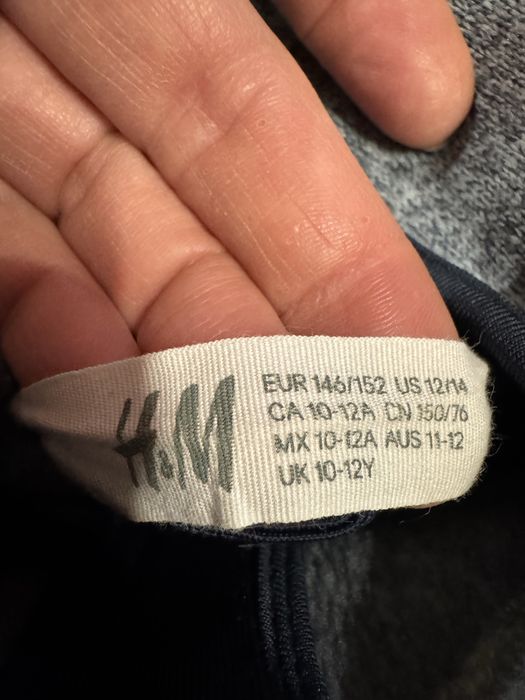 H&M
EUR 146/152 US 12/14
CA 10-12A CN 150/76
MX 10-12A AUS 11-12
UK 10-12Y